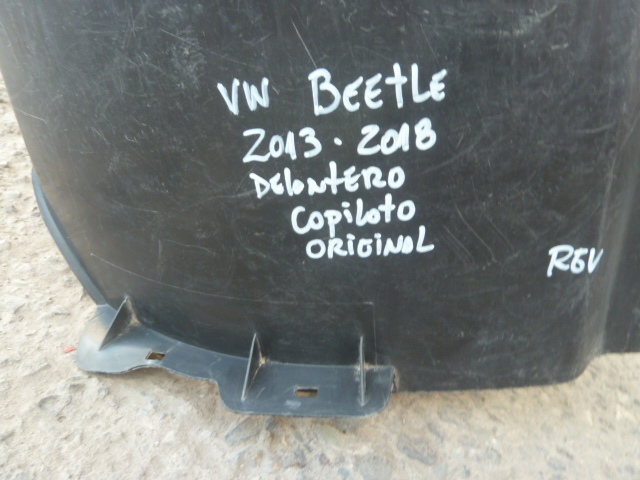 VW BEETLE
2013 - 2018
DELANTERO
COPILOTO
ORIGINAL
REV